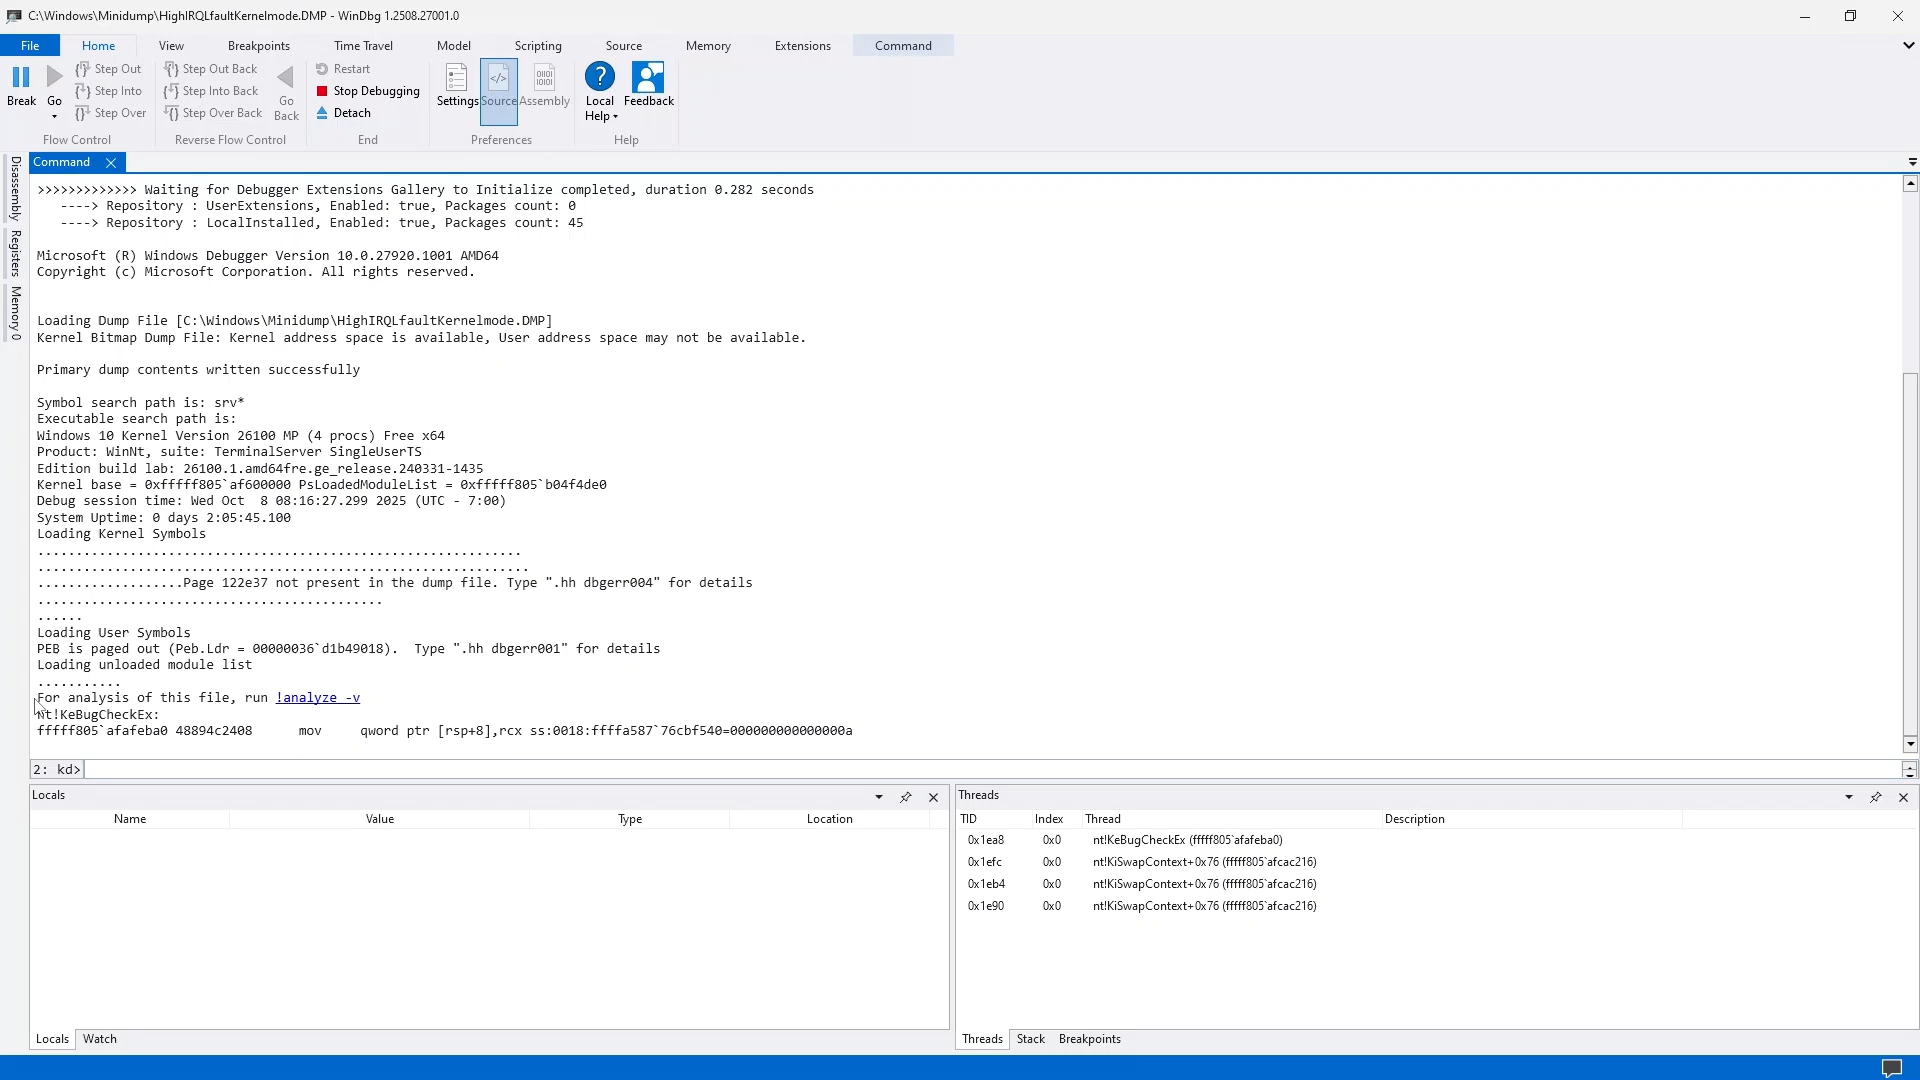 C:\Windows\Minidump\HighIRQLfaultKernelmode.DMP - WinDbg 1.2508.27001.0
File Home View Breakpoints Time Travel Model Scripting Source Memory Extensions Command
Break
Go
Step Out
Step Into
Step Over
Flow Control
Step Out Back
Step Into Back
Step Over Back
Go
Back
Reverse Flow Control
Restart
Stop Debugging
Detach
End
Settings
Source
Assembly
Preferences
Local
Help
Feedback
Help
Disassembly
Registers
Memory 0
Command
>>>>>>>>>>>>> Waiting for Debugger Extensions Gallery to Initialize completed, duration 0.282 seconds
----> Repository : UserExtensions, Enabled: true, Packages count: 0
----> Repository : LocalInstalled, Enabled: true, Packages count: 45
Microsoft (R) Windows Debugger Version 10.0.27920.1001 AMD64
Copyright (c) Microsoft Corporation. All rights reserved.
Loading Dump File [C:\Windows\Minidump\HighIRQLfaultKernelmode.DMP]
Kernel Bitmap Dump File: Kernel address space is available, User address space may not be available.
Primary dump contents written successfully
Symbol search path is: srv*
Executable search path is:
Windows 10 Kernel Version 26100 MP (4 procs) Free x64
Product: WinNt, suite: TerminalServer SingleUserTS
Edition build lab: 26100.1.amd64fre.ge_release.240331-1435
Kernel base = 0xfffff805`af600000 PsLoadedModuleList = 0xfffff805`b04f4de0
Debug session time: Wed Oct  8 08:16:27.299 2025 (UTC - 7:00)
System Uptime: 0 days 2:05:45.100
Loading Kernel Symbols
...............................................................
................................................................
...................Page 122e37 not present in the dump file. Type ".hh dbgerr004" for details
.............................................
......
Loading User Symbols
PEB is paged out (Peb.Ldr = 00000036`d1b49018).  Type ".hh dbgerr001" for details
Loading unloaded module list
...........
For analysis of this file, run !analyze -v
nt!KeBugCheckEx:
fffff805`afafeba0 48894c2408      mov     qword ptr [rsp+8],rcx ss:0018:ffffa587`76cbf540=000000000000000a
2: kd>
Locals
Name Value Type Location
Locals Watch
Threads
TID Index Thread Description
0x1ea8 0x0 nt!KeBugCheckEx (fffff805`afafeba0)
0x1efc 0x0 nt!KiSwapContext+0x76 (fffff805`afcac216)
0x1eb4 0x0 nt!KiSwapContext+0x76 (fffff805`afcac216)
0x1e90 0x0 nt!KiSwapContext+0x76 (fffff805`afcac216)
Threads Stack Breakpoints